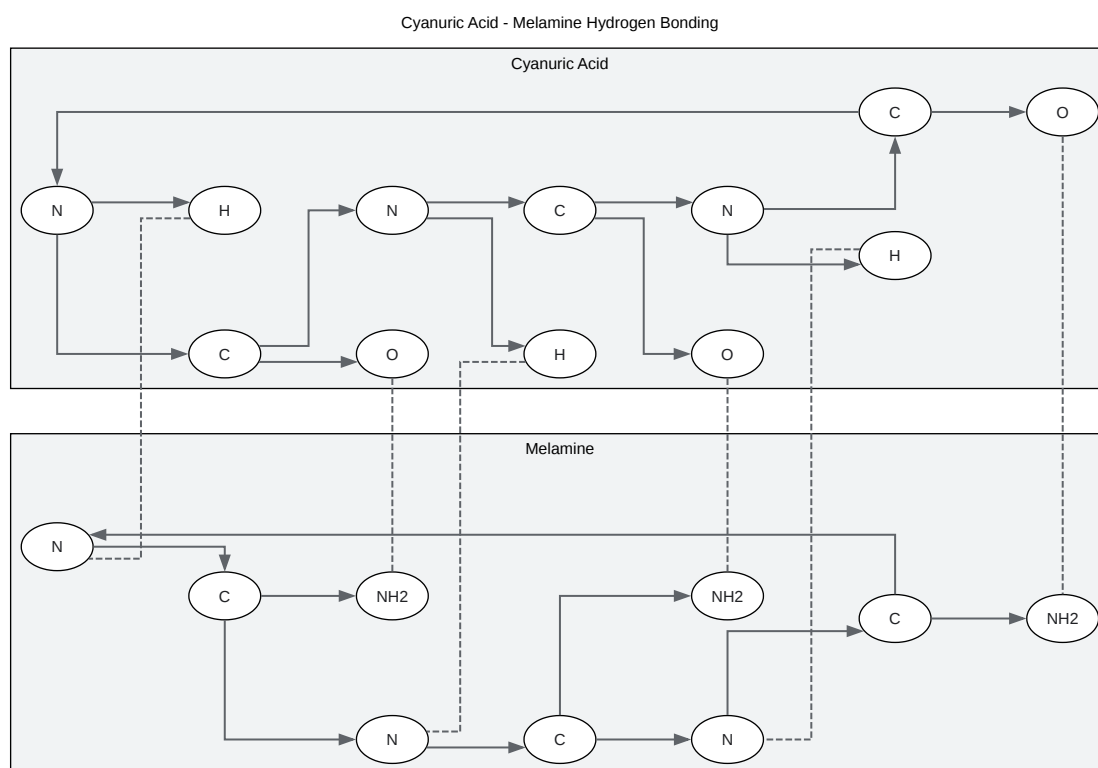 Cyanuric Acid - Melamine Hydrogen Bonding
Cyanuric Acid
C
O
N
H
N
C
N
H
C
O
H
O
Melamine
N
C
NH2
NH2
C
NH2
N
C
N